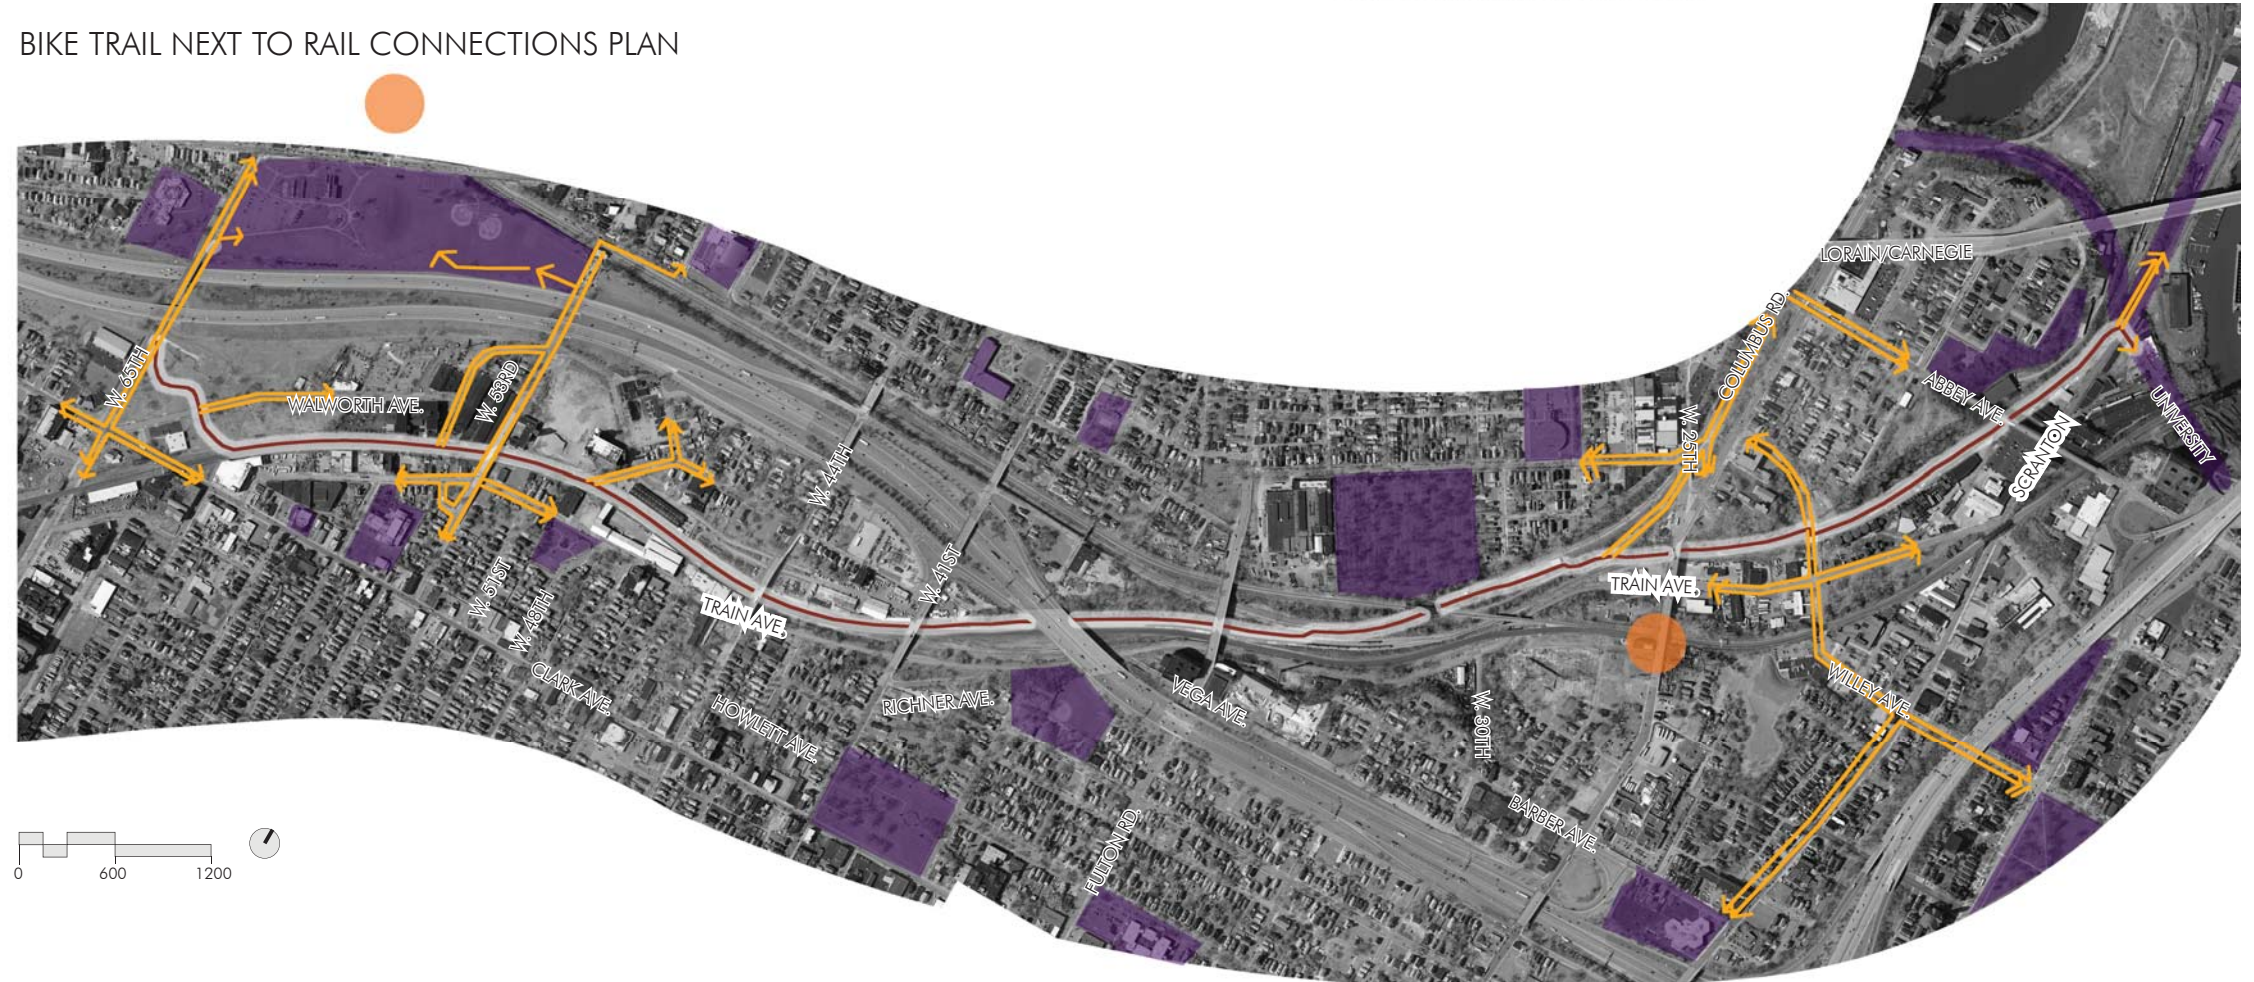 BIKE TRAIL NEXT TO RAIL CONNECTIONS PLAN
LORAIN/CARNEGIE
COLUMBUS RD.
W. 65TH
WALWORTH AVE.
W. 53RD
ABBEY AVE.
UNIVERSITY
W. 25TH
W. 44TH
SCRANTON
W. 41ST
W. 51ST
W. 48TH
TRAIN AVE.
TRAIN AVE.
CLARK AVE.
HOWLETT AVE.
RICHNER AVE.
VEGA AVE.
W. 30TH
WILLEY AVE.
BARBER AVE.
FULTON RD.
0 600 1200